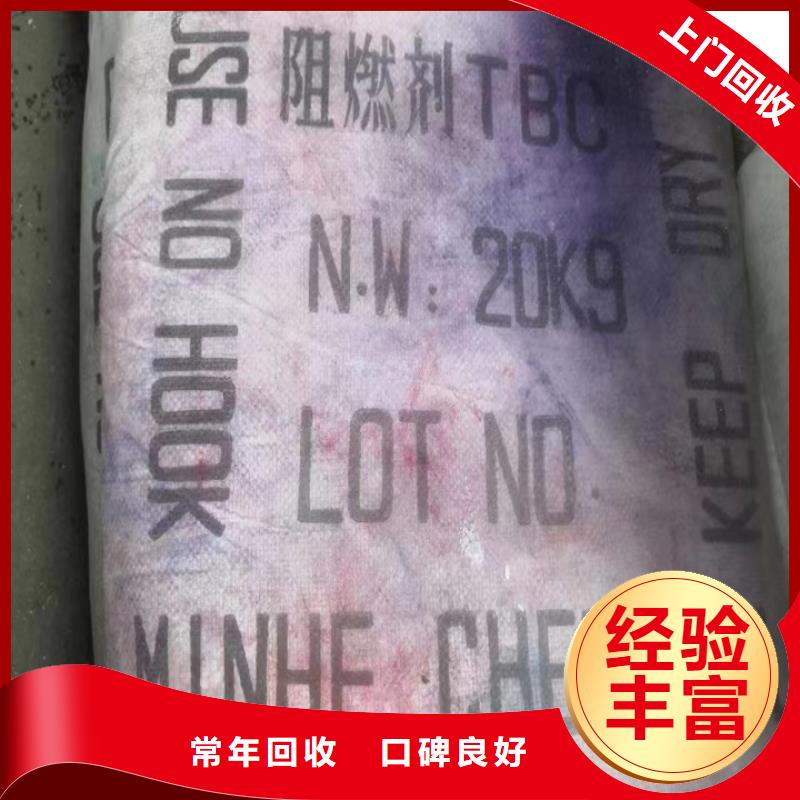 上门回收
USE NO HOOK
阻燃剂TBC
N.W: 20K9
LOT NO.
KEEP DRY
MINHE CHE
经验
丰富
常年回收 口碑良好